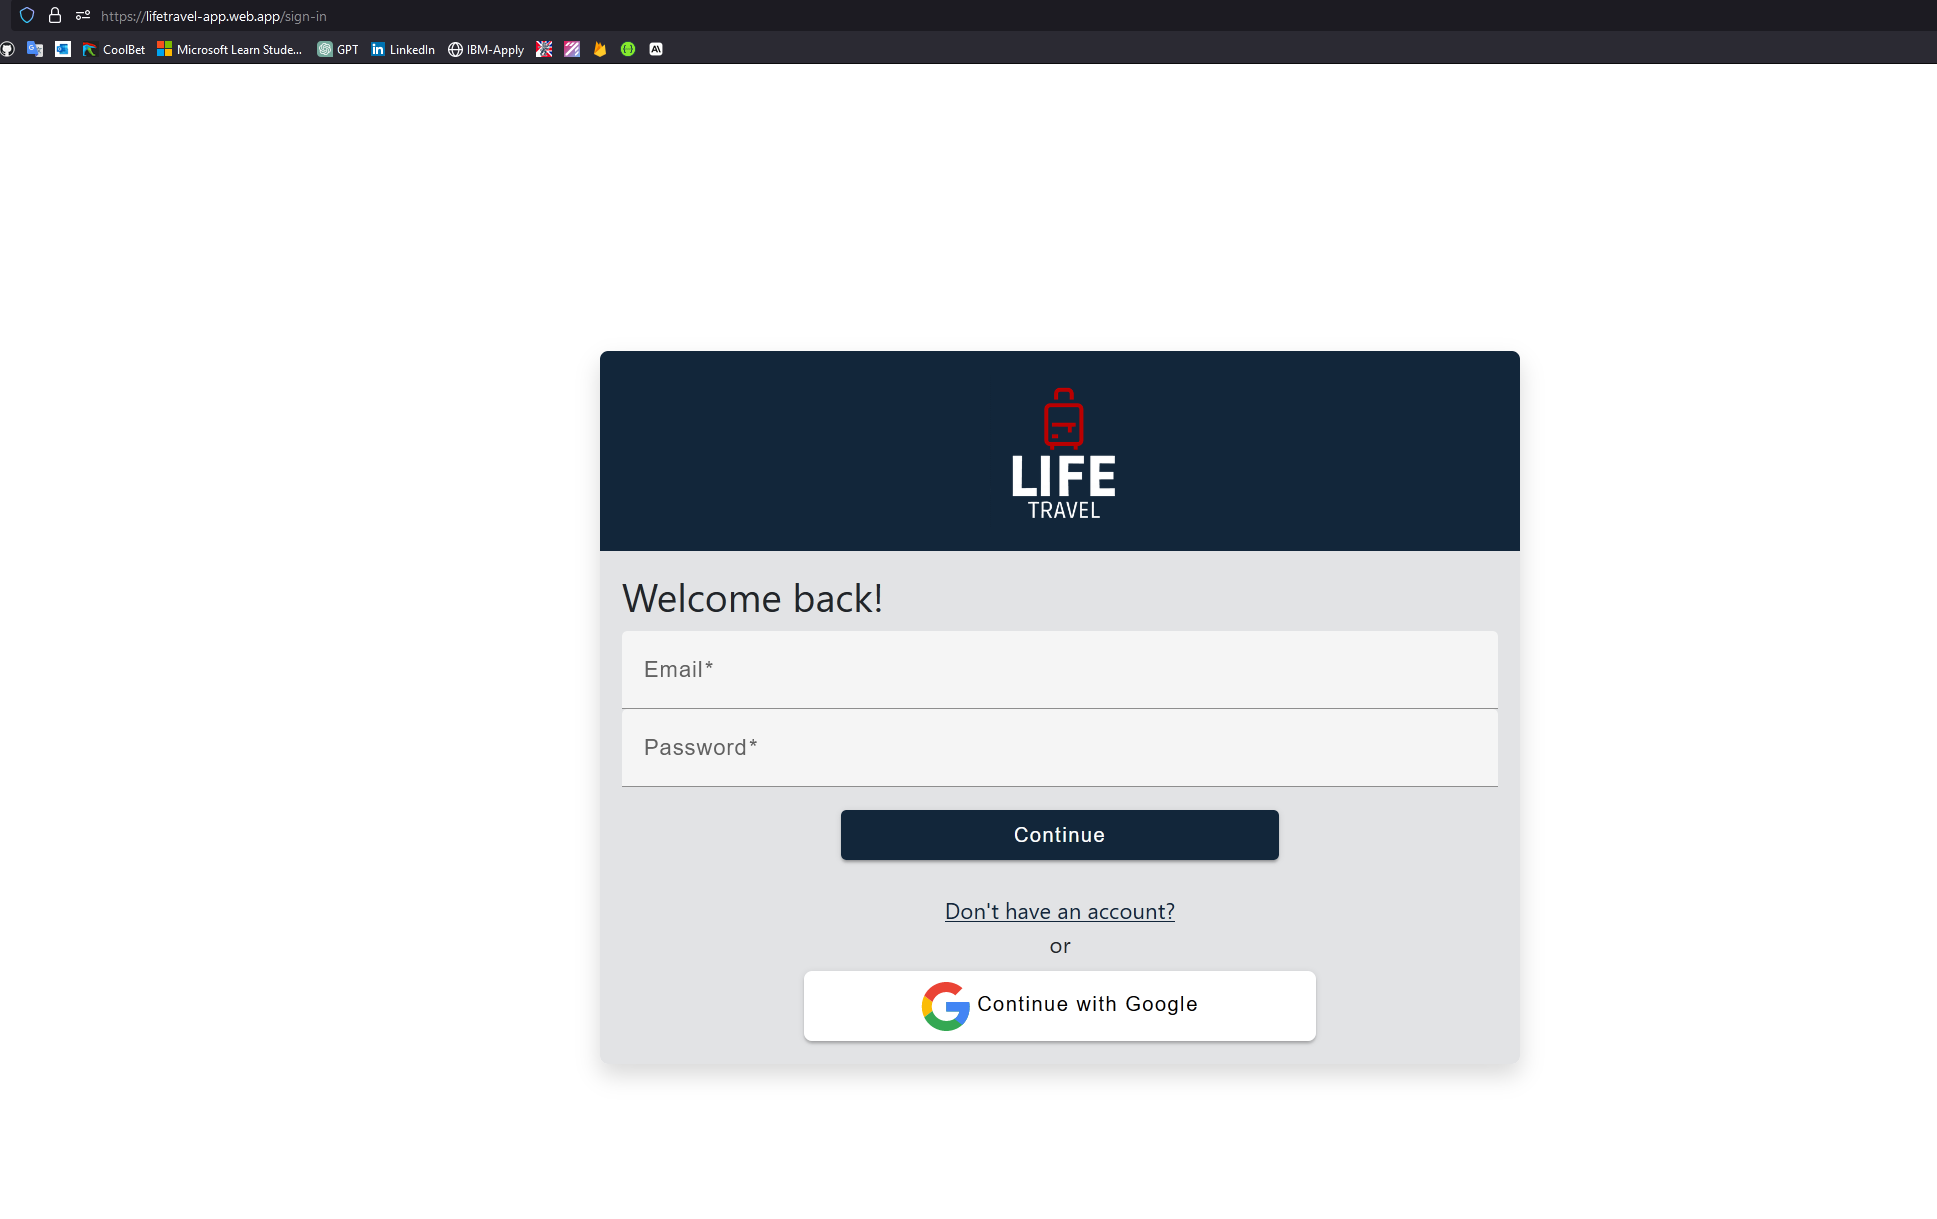 https://lifetravel-app.web.app/sign-in
CoolBet Microsoft Learn Stude... GPT LinkedIn IBM-Apply
LIFE
TRAVEL
Welcome back!
Email*
Password*
Continue
Don't have an account?
or
Continue with Google